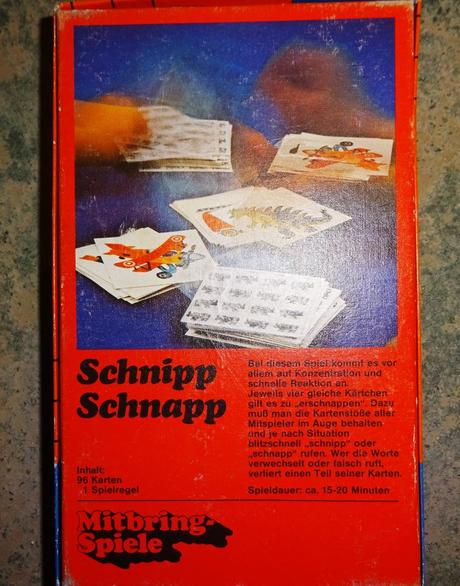 Schnipp
Schnapp
Bei diesem Spiel kommt es vor
allem auf Konzentration und
schnelle Reaktion an.
Jeweils vier gleiche Kärtchen
gilt es zu „erschnappen“. Dazu
muß man die Kartenstöße aller
Mitspieler im Auge behalten
und je nach Situation
blitzschnell „schnipp“ oder
„schnapp“ rufen. Wer die Worte
verwechselt oder falsch ruft,
verliert einen Teil seiner Karten.
Inhalt:
96 Karten
1 Spielregel
Spieldauer: ca. 15-20 Minuten
Mitbring-
Spiele